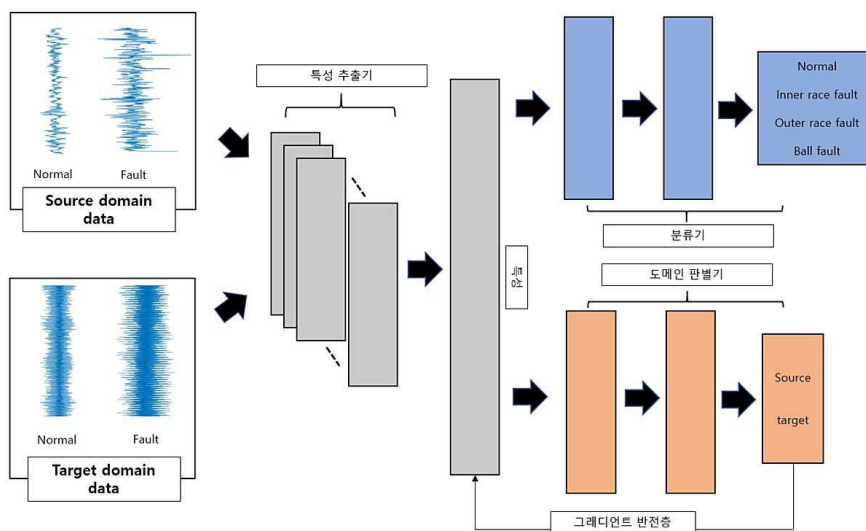 Normal
Fault
Source domain
data
Normal
Fault
Target domain
data
특성 추출기
특성
Normal
Inner race fault
Outer race fault
Ball fault
분류기
도메인 판별기
Source
target
그래디언트 반전층